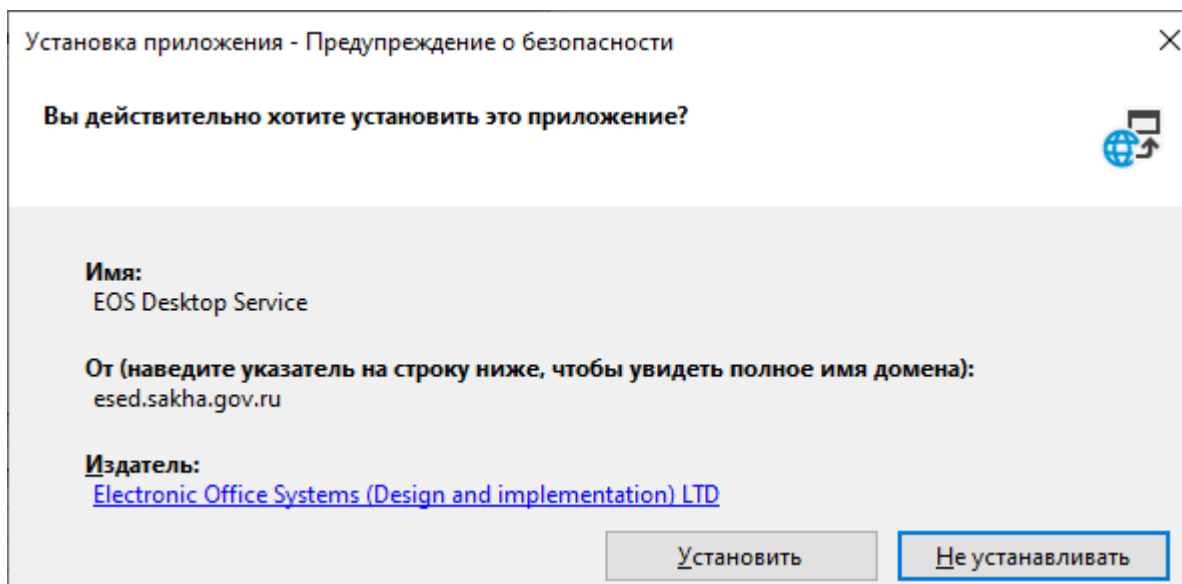 Установка приложения - Предупреждение о безопасности
Вы действительно хотите установить это приложение?
Имя:
EOS Desktop Service
От (наведите указатель на строку ниже, чтобы увидеть полное имя домена):
esed.sakha.gov.ru
Издатель:
Electronic Office Systems (Design and implementation) LTD
Установить
Не устанавливать